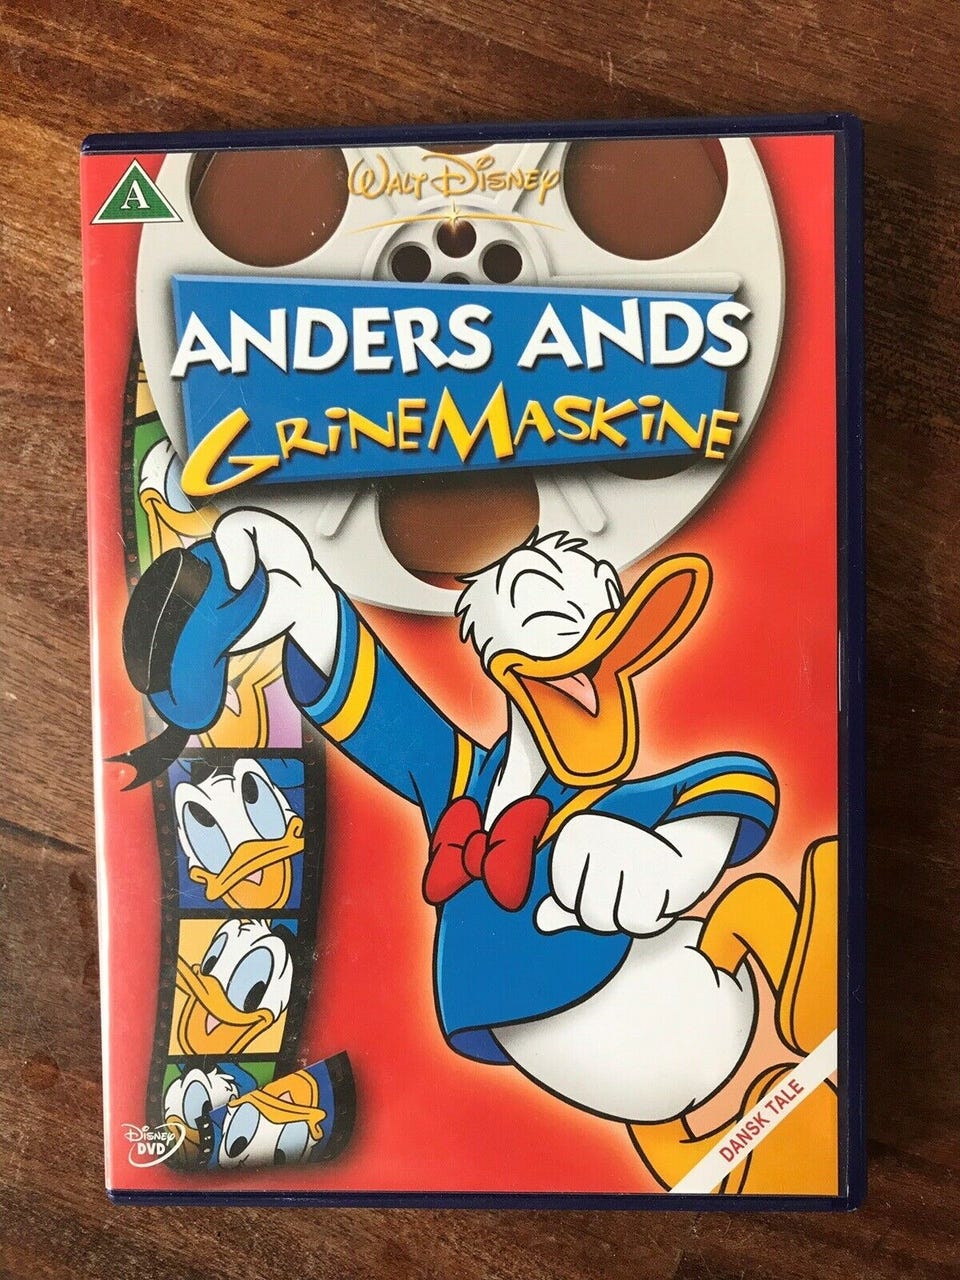 A
WALT DISNEY
ANDERS ANDS
GRINEMASKINE
DISNEY
DVD
DANSK TALE